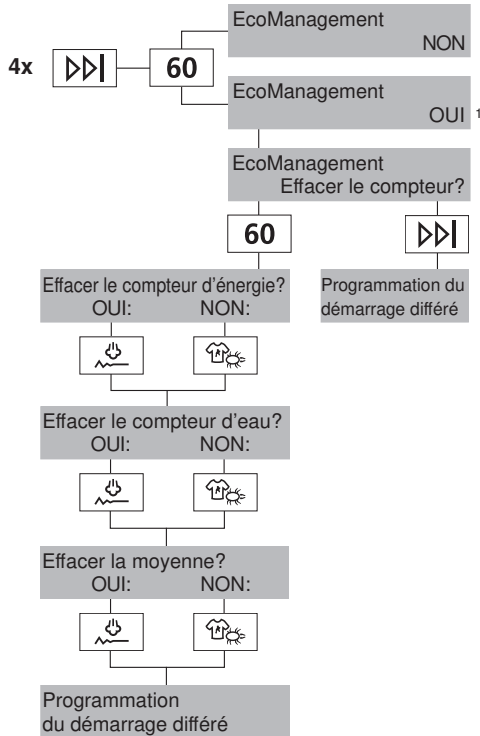 EcoManagement
NON
4x
60
EcoManagement
OUI 1
EcoManagement
Effacer le compteur?
60
Effacer le compteur d'énergie?
OUI: NON:
Programmation du
démarrage différé
Effacer le compteur d'eau?
OUI: NON:
Effacer la moyenne?
OUI: NON:
Programmation
du démarrage différé